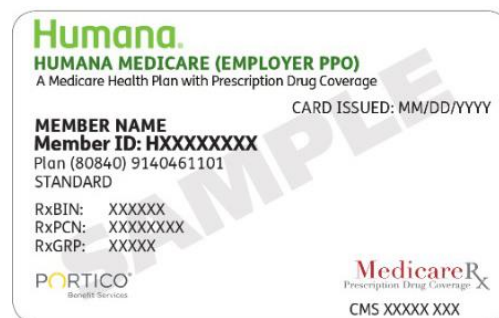 Humana.
HUMANA MEDICARE (EMPLOYER PPO)
A Medicare Health Plan with Prescription Drug Coverage
CARD ISSUED: MM/DD/YYYY
MEMBER NAME
Member ID: HXXXXXXXX
Plan (80840) 9140461101
STANDARD
RxBIN: XXXXXX
RxPCN: XXXXXXXX
RxGRP: XXXXX
SAMPLE
PORTICO®
Benefit Services
MedicareRx
Prescription Drug Coverage
CMS XXXXX XXX